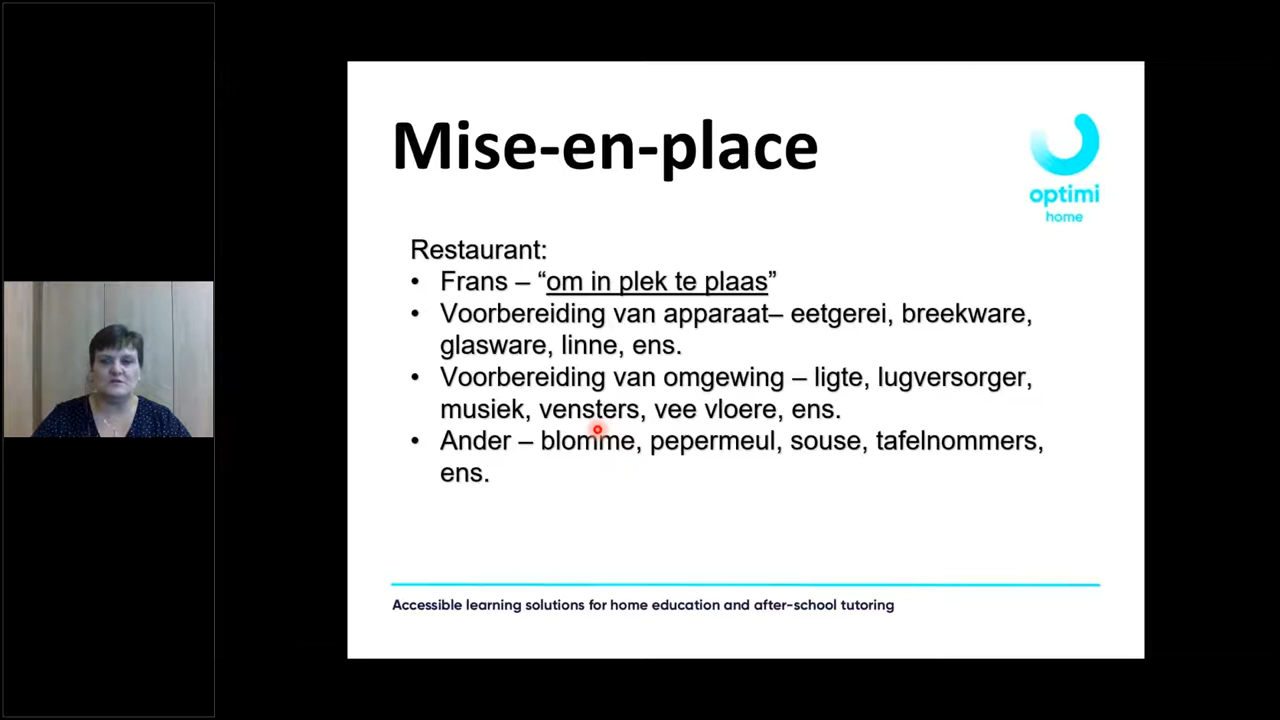 Mise-en-place
optimi
home
Restaurant:
• Frans – “om in plek te plaas”
• Voorbereiding van apparaat– eetgerei, breekware,
glasware, linne, ens.
• Voorbereiding van omgewing – ligte, lugversorger,
musiek, vensters, vee vloere, ens.
• Ander – blomme, pepermeul, souse, tafelnommers,
ens.
Accessible learning solutions for home education and after-school tutoring